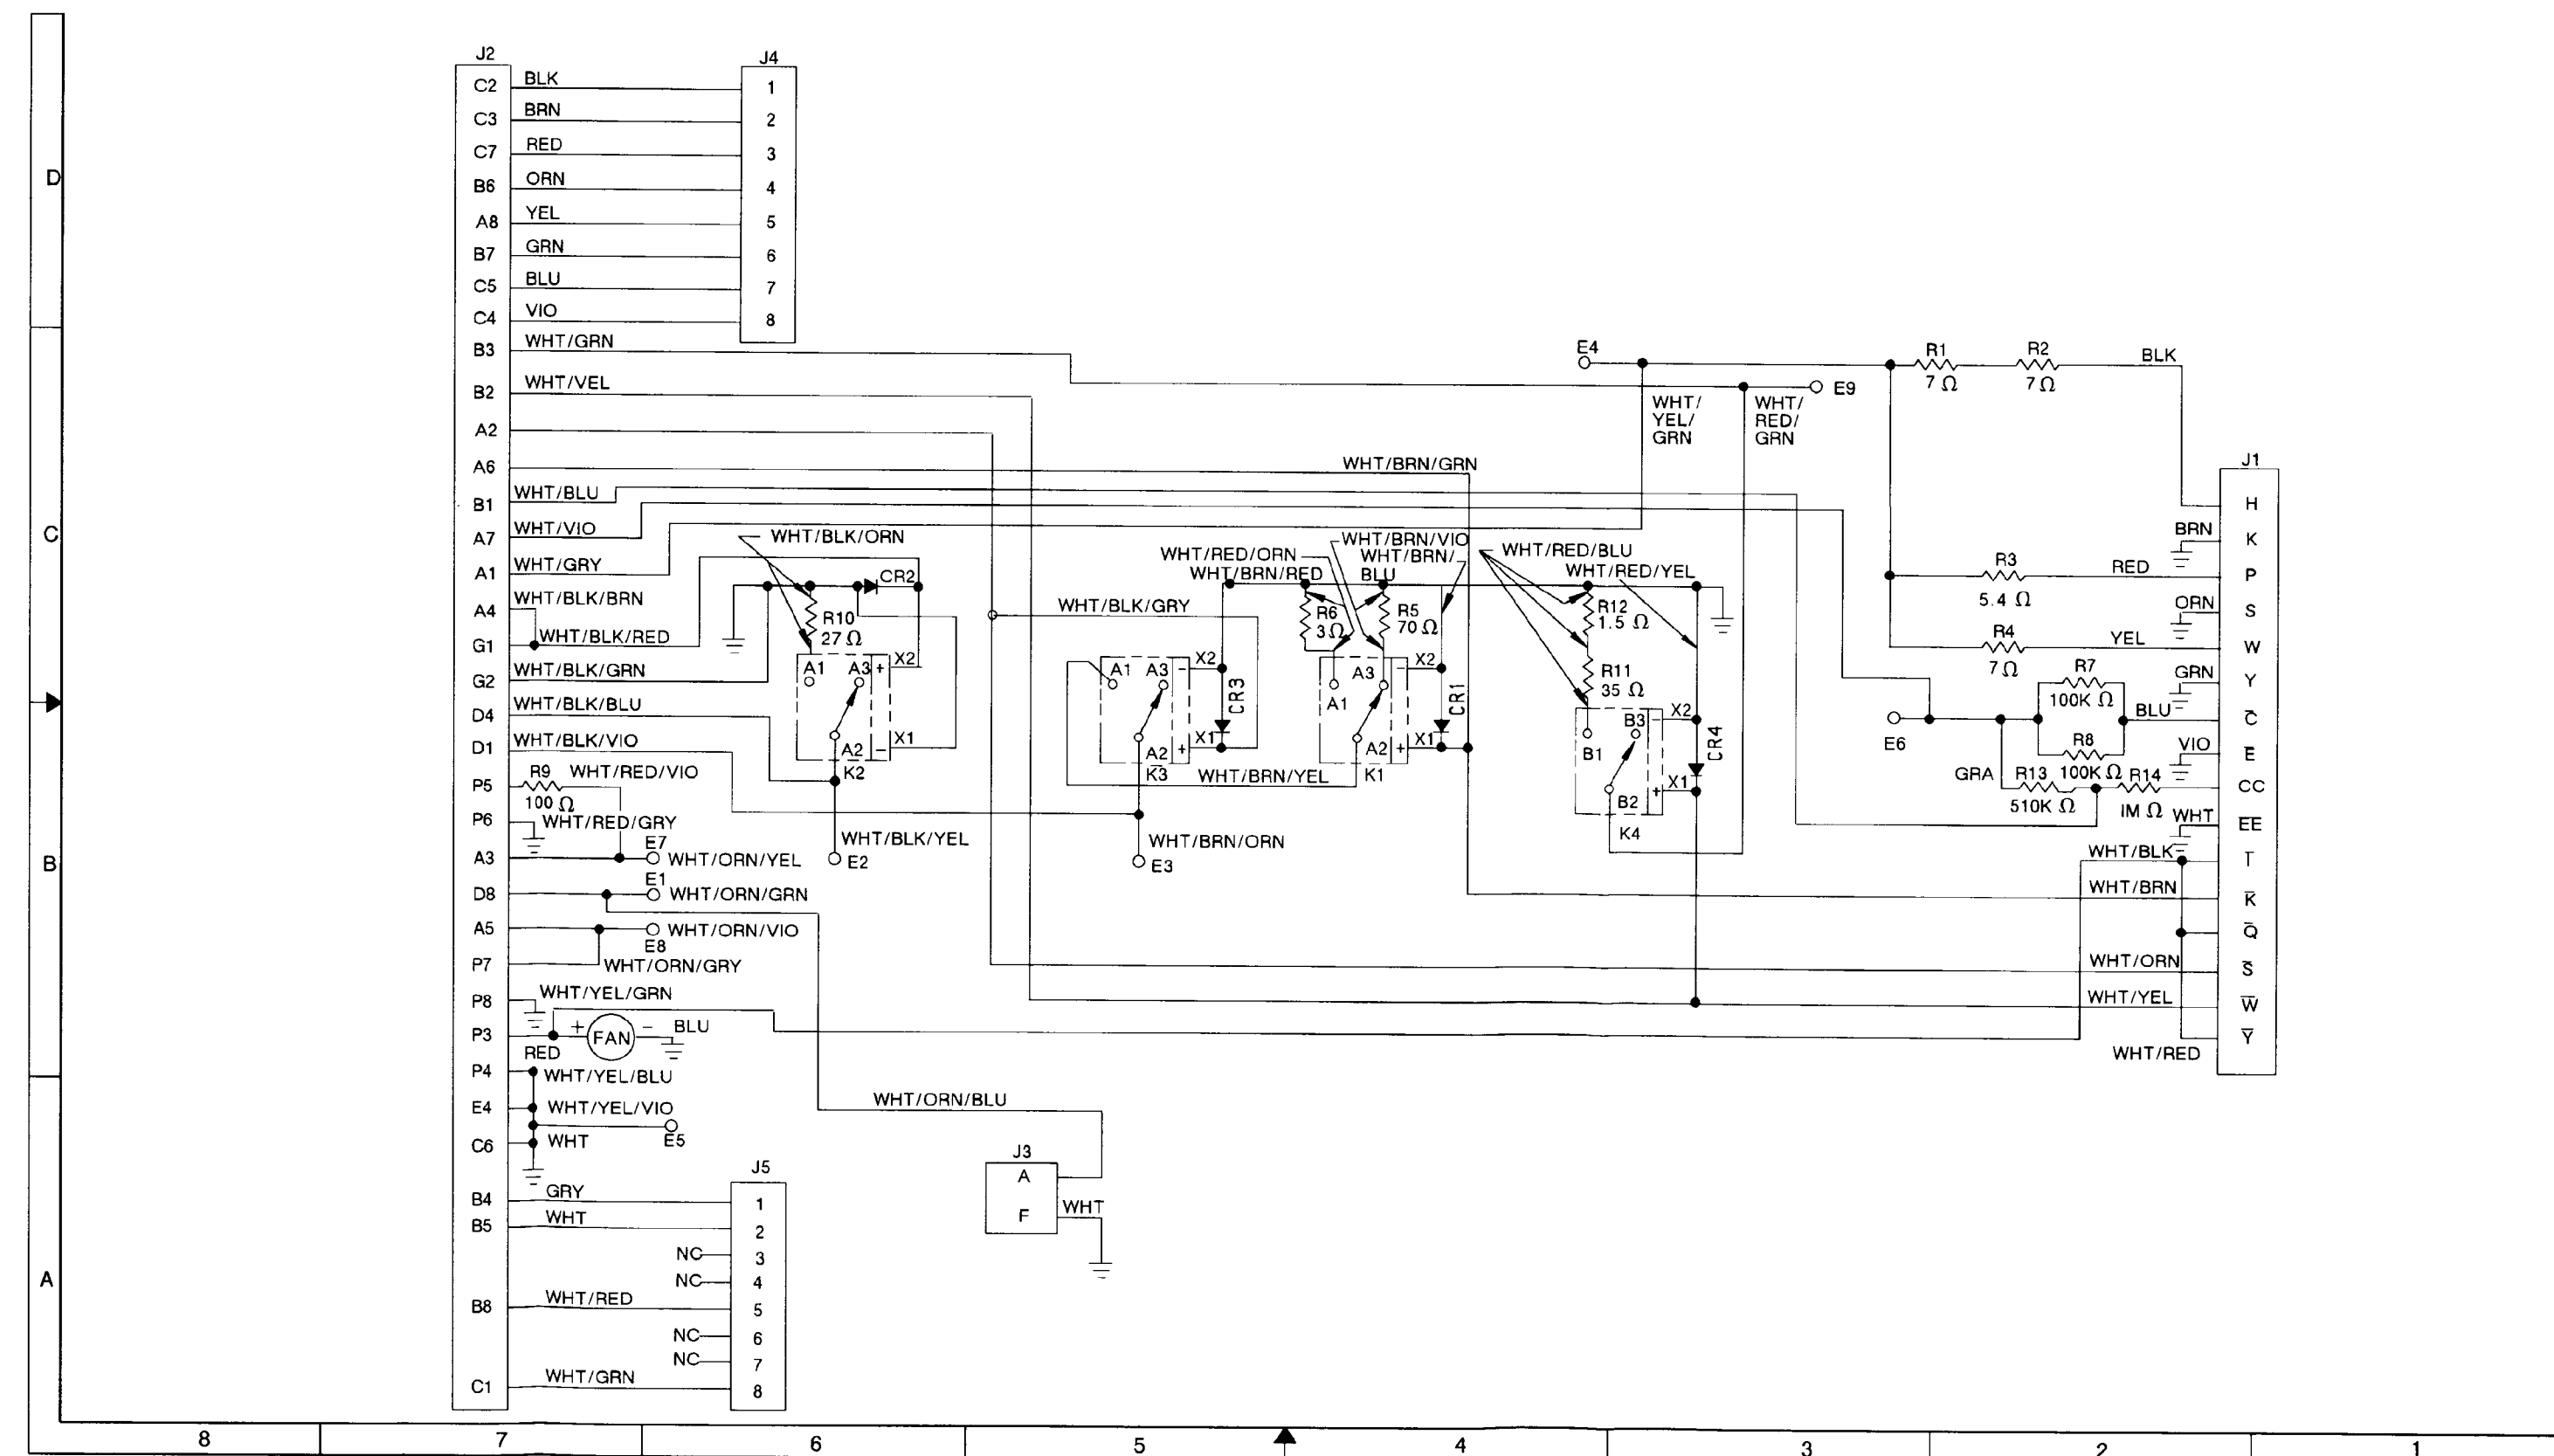 J2
J4
C2 BLK 1
C3 BRN 2
C7 RED 3
B6 ORN 4
A8 YEL 5
B7 GRN 6
C5 BLU 7
C4 VIO 8
B3 WHT/GRN
B2 WHT/VEL
A2
A6
B1 WHT/BLU
A7 WHT/VIO
A1 WHT/GRY
A4 WHT/BLK/BRN
G1 WHT/BLK/RED
G2 WHT/BLK/GRN
D4 WHT/BLK/BLU
D1 WHT/BLK/VIO
P5 R9 WHT/RED/VIO
100 Ω
P6 WHT/RED/GRY
E7
A3 WHT/ORN/YEL
E1
D8 WHT/ORN/GRN
A5 WHT/ORN/VIO
E8
P7 WHT/ORN/GRY
P8 WHT/YEL/GRN
P3 + FAN − BLU
RED
P4 WHT/YEL/BLU
E4 WHT/YEL/VIO
E5
C6 WHT
J5
B4 GRY 1
B5 WHT 2
NC 3
NC 4
B8 WHT/RED 5
NC 6
NC 7
C1 WHT/GRN 8
WHT/BLK/ORN
CR2
R10
27 Ω
A1 A3 + X2
A2 − X1
K2
WHT/BLK/YEL
E2
WHT/BLK/GRY
A1 A3 − X2
CR3
A2 + X1
K3
WHT/BRN/YEL
WHT/BRN/ORN
E3
WHT/BRN/GRN
WHT/BRN/VIO
WHT/RED/ORN
WHT/BRN/
BLU
WHT/BRN/RED
R6
3Ω
R5
70 Ω
A3 − X2
A1
CR1
A2 + X1
K1
WHT/RED/BLU
WHT/RED/YEL
R12
1.5 Ω
R11
35 Ω
B3 − X2
B1
CR4
B2 + X1
K4
E4
E9
WHT/
YEL/
GRN
WHT/
RED/
GRN
R1
7 Ω
R2
7 Ω
BLK
R3
5.4 Ω
RED
R4
7 Ω
YEL
R7
100K Ω
BLU
R8
100K Ω
E6
GRA
R13
510K Ω
R14
IM Ω
J1
H
BRN K
P
ORN S
W
GRN Y
C̅
VIO E̅
CC
WHT E̅E̅
WHT/BLK T
WHT/BRN K̅
Q̅
WHT/ORN S̅
WHT/YEL W̅
Y̅
WHT/RED
WHT/ORN/BLU
J3
A
F WHT
D
C
B
A
8 7 6 5 4 3 2 1